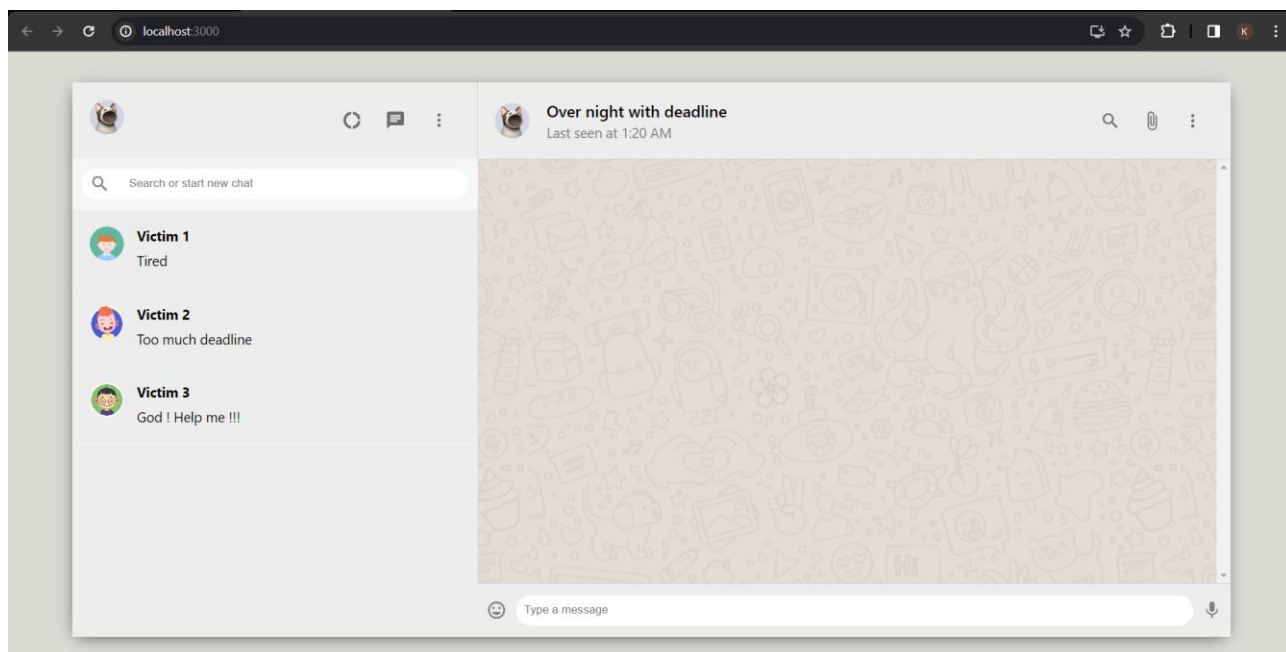 localhost:3000
K
Over night with deadline
Last seen at 1:20 AM
Search or start new chat
Victim 1
Tired
Victim 2
Too much deadline
Victim 3
God ! Help me !!!
Type a message